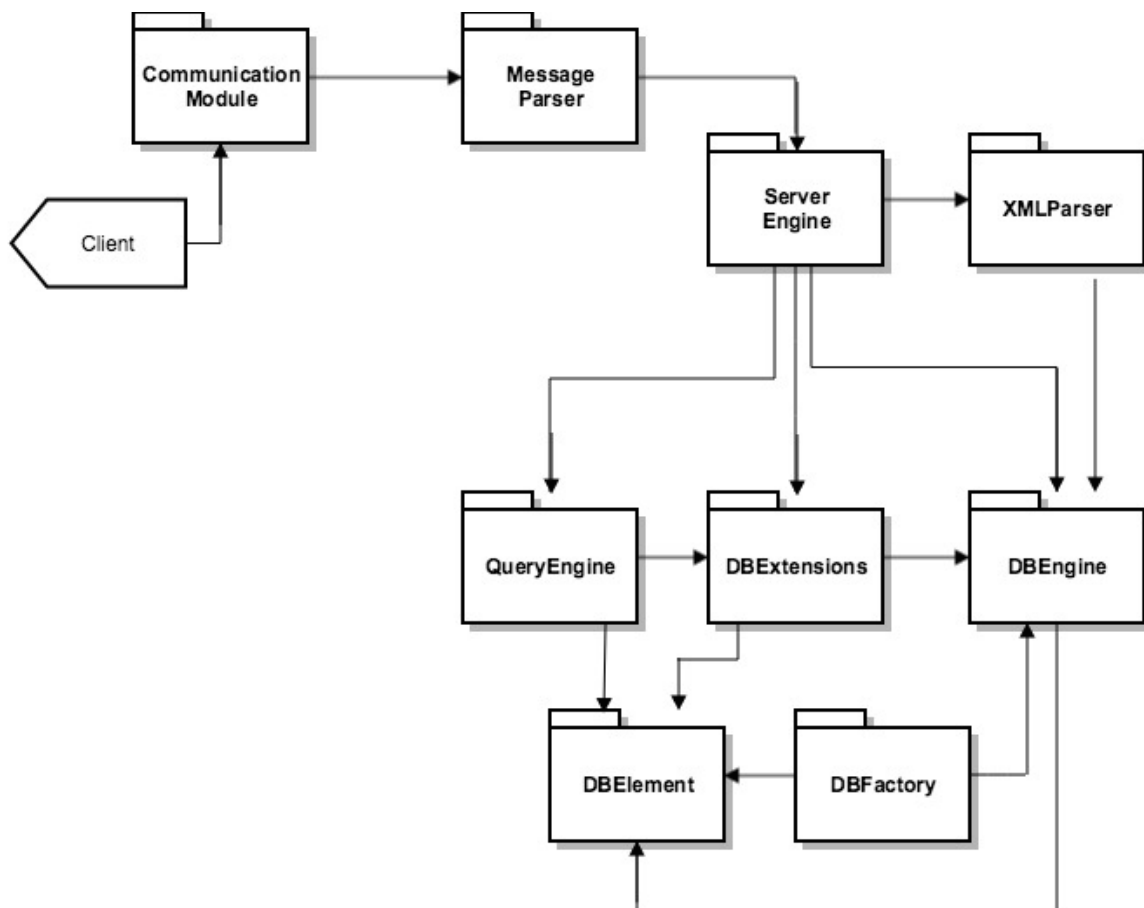 Communication
Module
Message
Parser
Server
Engine
XMLParser
Client
QueryEngine
DBExtensions
DBEngine
DBElement
DBFactory